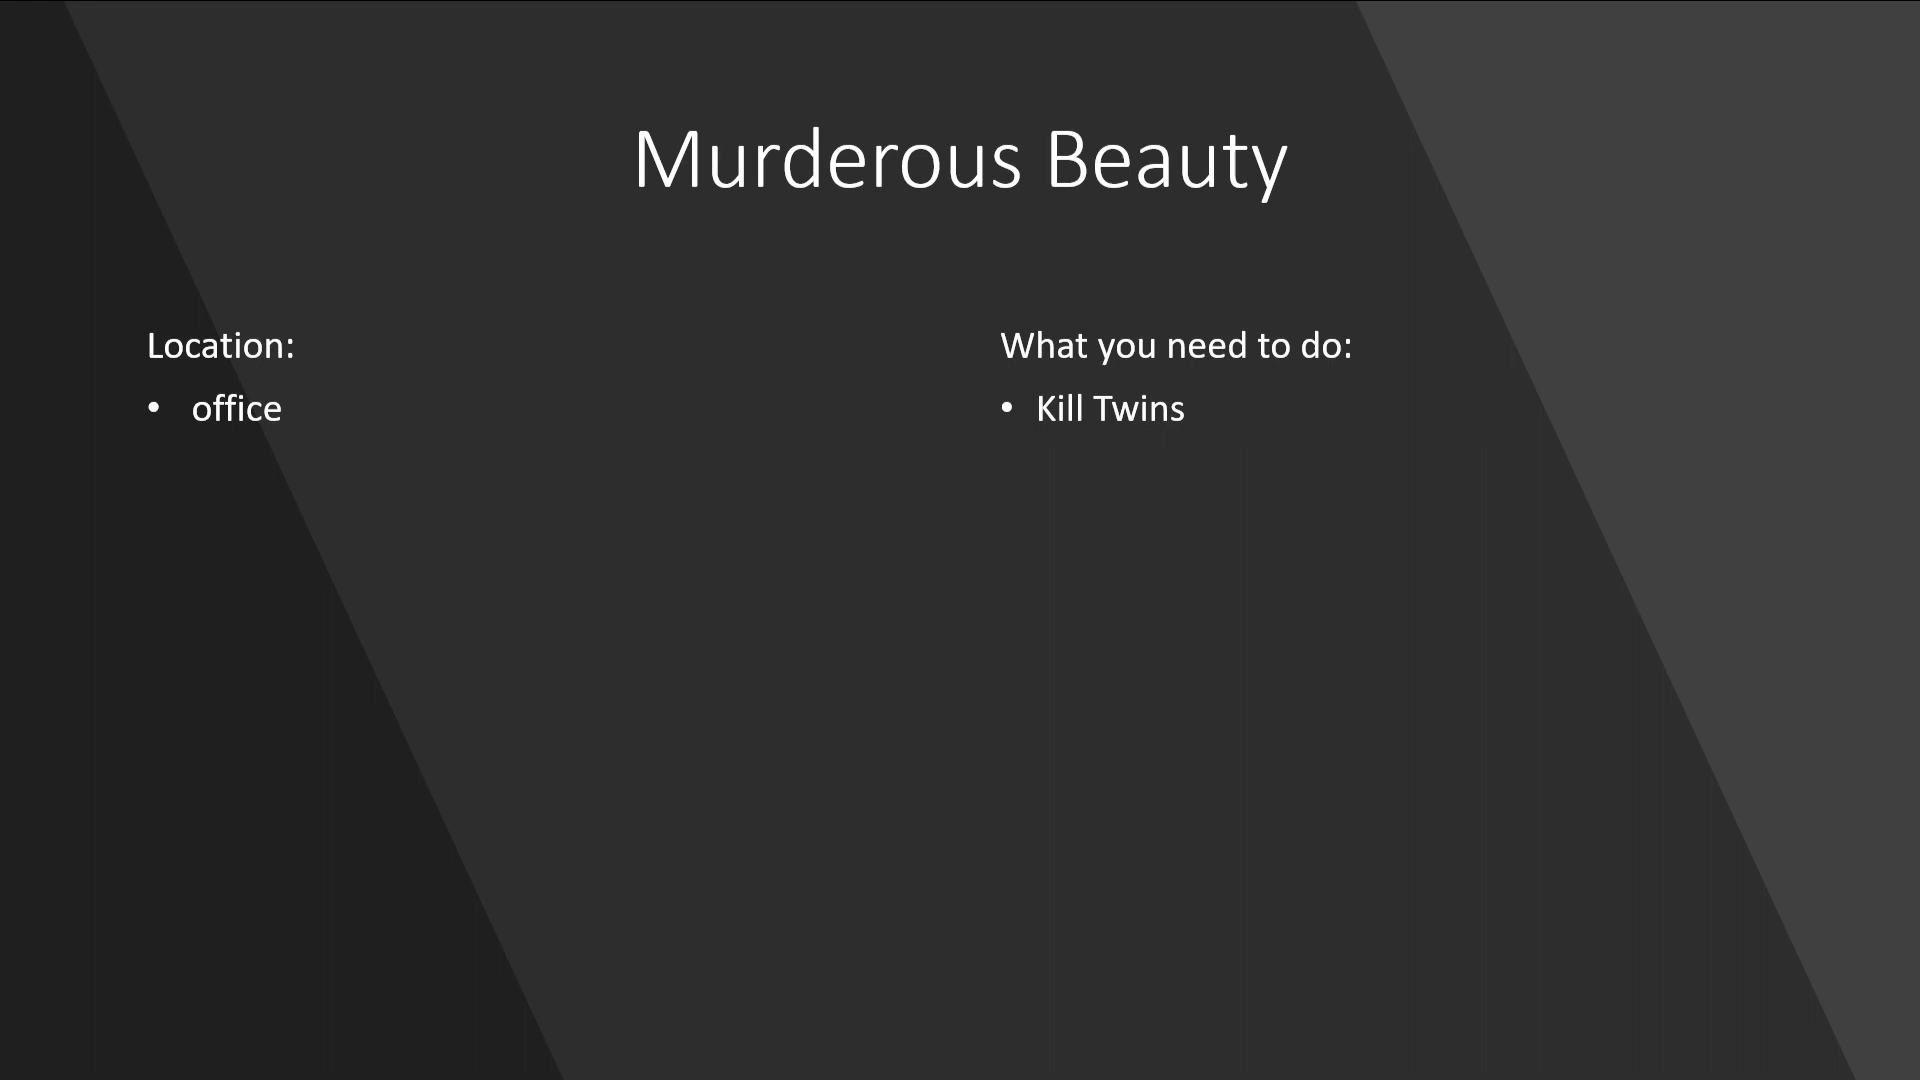 Murderous Beauty
Location:
• office
What you need to do:
• Kill Twins